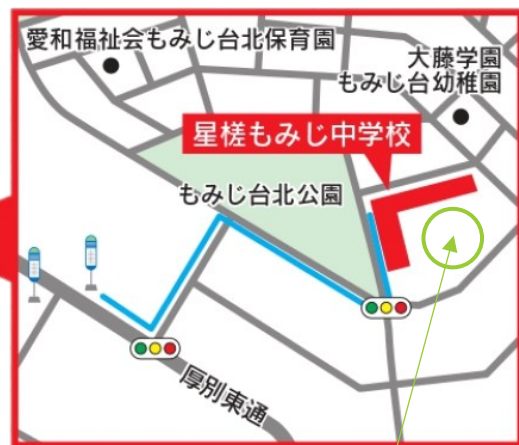 愛和福祉会もみじ台北保育園
大藤学園
もみじ台幼稚園
星槎もみじ中学校
もみじ台北公園
厚別東通